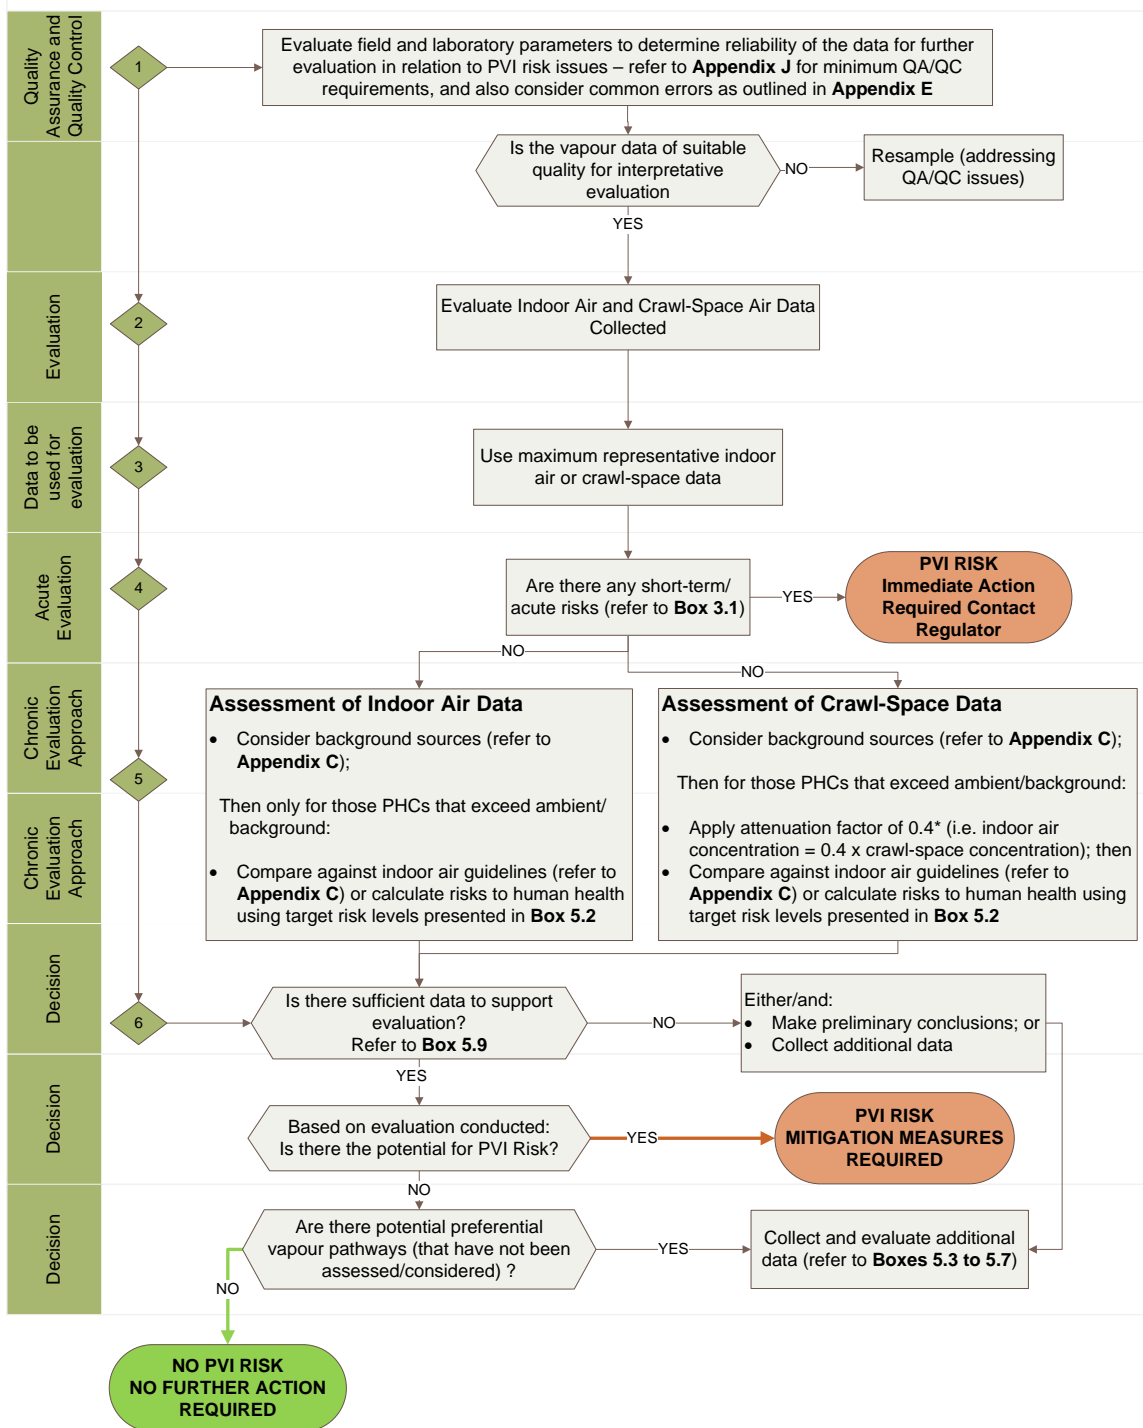 Quality
Assurance and
Quality Control
1
Evaluate field and laboratory parameters to determine reliability of the data for further
evaluation in relation to PVI risk issues – refer to Appendix J for minimum QA/QC
requirements, and also consider common errors as outlined in Appendix E
Is the vapour data of suitable
quality for interpretative
evaluation
NO
Resample (addressing
QA/QC issues)
YES
Evaluation
2
Evaluate Indoor Air and Crawl-Space Air Data
Collected
Data to be
used for
evaluation
3
Use maximum representative indoor
air or crawl-space data
Acute
Evaluation
4
Are there any short-term/
acute risks (refer to Box 3.1)
YES
PVI RISK
Immediate Action
Required Contact
Regulator
NO
NO
Chronic
Evaluation
Approach
5
Chronic
Evaluation
Approach
Assessment of Indoor Air Data
• Consider background sources (refer to
Appendix C);
Then only for those PHCs that exceed ambient/
background:
• Compare against indoor air guidelines (refer to
Appendix C) or calculate risks to human health
using target risk levels presented in Box 5.2
Assessment of Crawl-Space Data
• Consider background sources (refer to Appendix C);
Then for those PHCs that exceed ambient/background:
• Apply attenuation factor of 0.4* (i.e. indoor air
concentration = 0.4 x crawl-space concentration); then
• Compare against indoor air guidelines (refer to
Appendix C) or calculate risks to human health using
target risk levels presented in Box 5.2
Decision
6
Is there sufficient data to support
evaluation?
Refer to Box 5.9
NO
Either/and:
• Make preliminary conclusions; or
• Collect additional data
YES
Decision
Based on evaluation conducted:
Is there the potential for PVI Risk?
YES
PVI RISK
MITIGATION MEASURES
REQUIRED
NO
Decision
Are there potential preferential
vapour pathways (that have not been
assessed/considered) ?
YES
Collect and evaluate additional
data (refer to Boxes 5.3 to 5.7)
NO
NO PVI RISK
NO FURTHER ACTION
REQUIRED